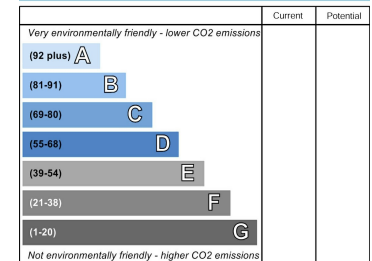 Current Potential
Very environmentally friendly - lower CO2 emissions
(92 plus) A
(81-91) B
(69-80) C
(55-68) D
(39-54) E
(21-38) F
(1-20) G
Not environmentally friendly - higher CO2 emissions